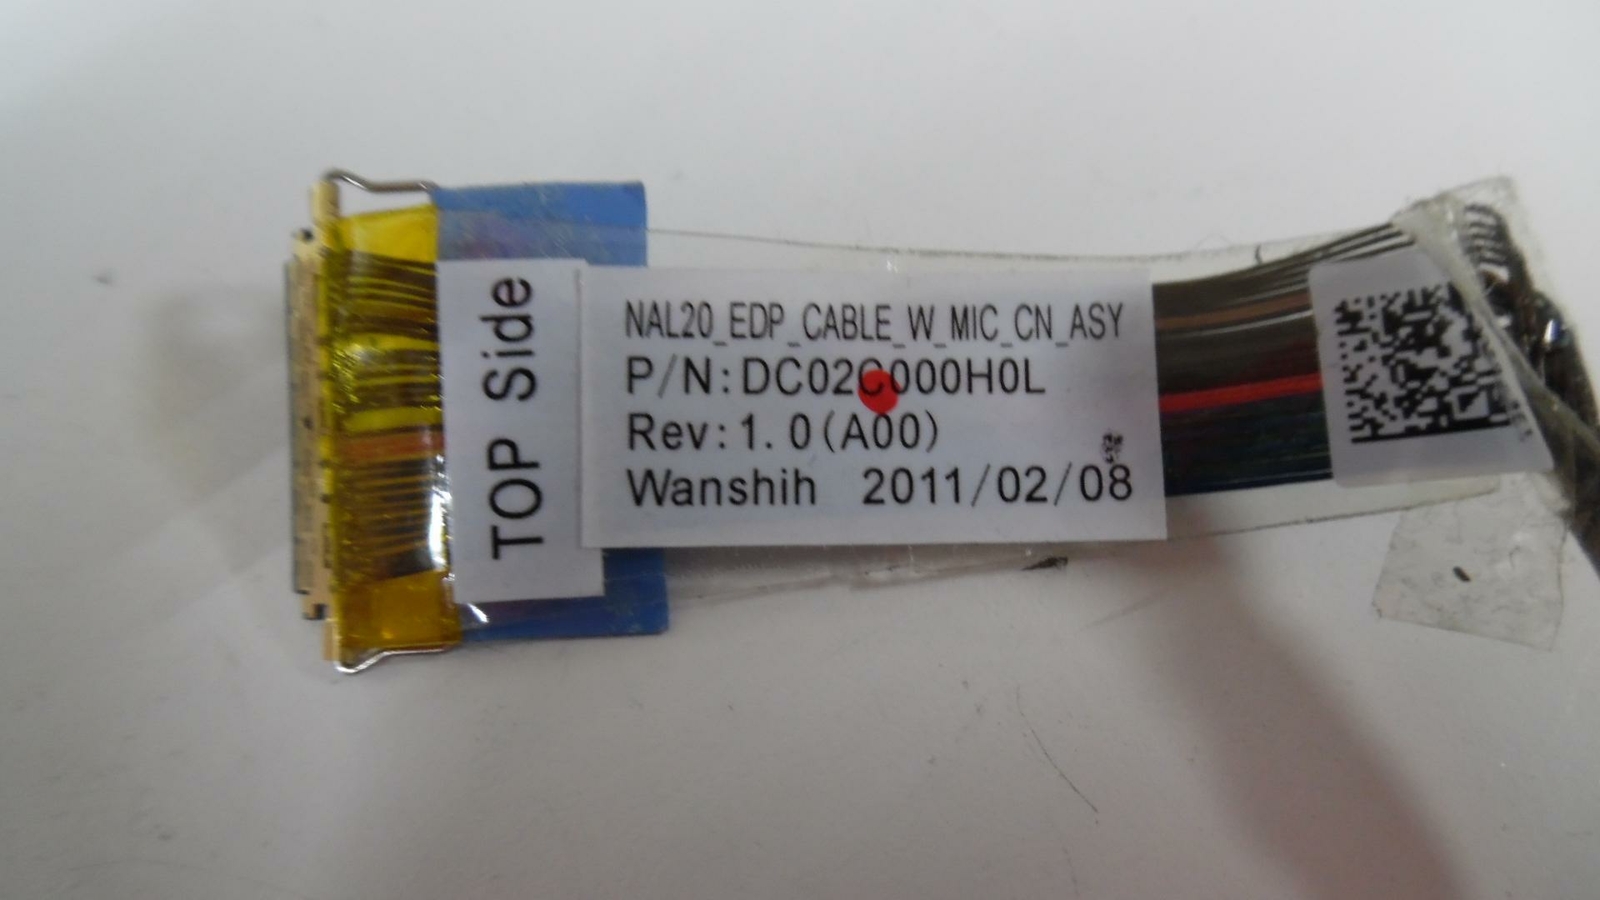 TOP Side
NAL20_EDP_CABLE_W_MIC_CN_ASY
P/N:DC02C000H0L
Rev:1.0(A00)
Wanshih 2011/02/08